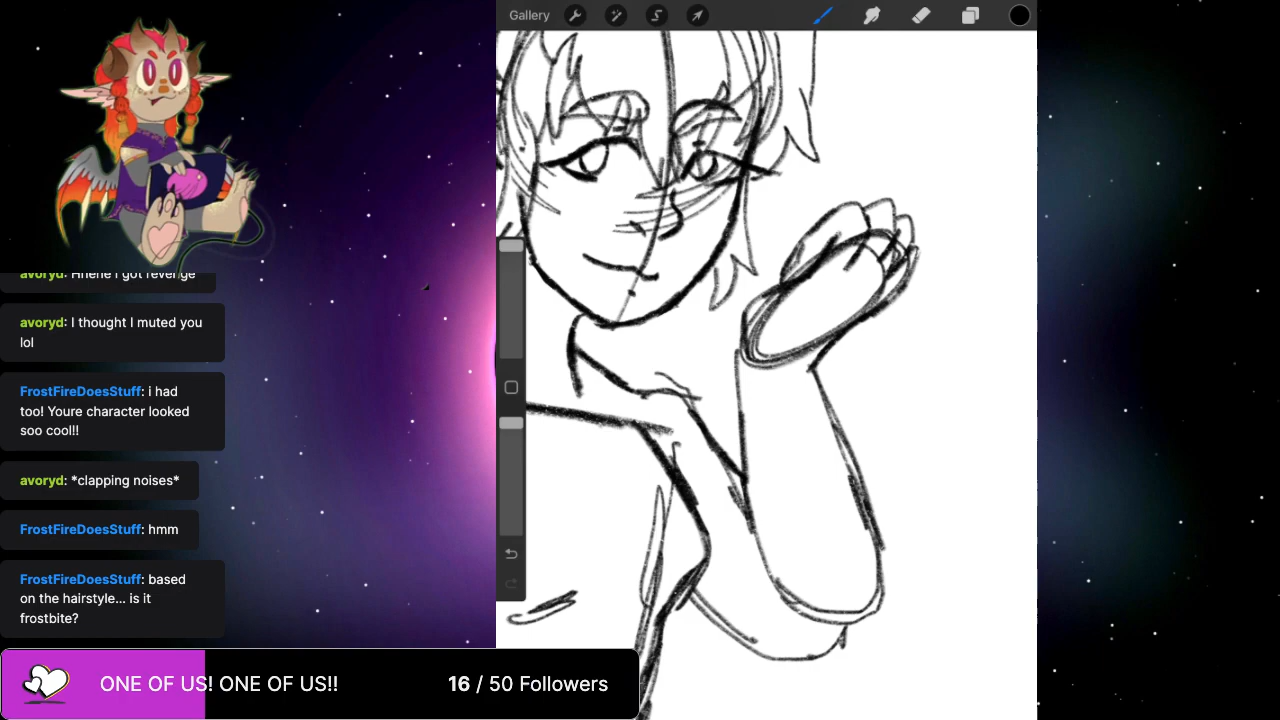 Gallery
avoryd: Hhehe I got revenge
avoryd: I thought I muted you
lol
FrostFireDoesStuff: i had
too! Youre character looked
soo cool!!
avoryd: *clapping noises*
FrostFireDoesStuff: hmm
FrostFireDoesStuff: based
on the hairstyle... is it
frostbite?
ONE OF US! ONE OF US!!
16 / 50 Followers